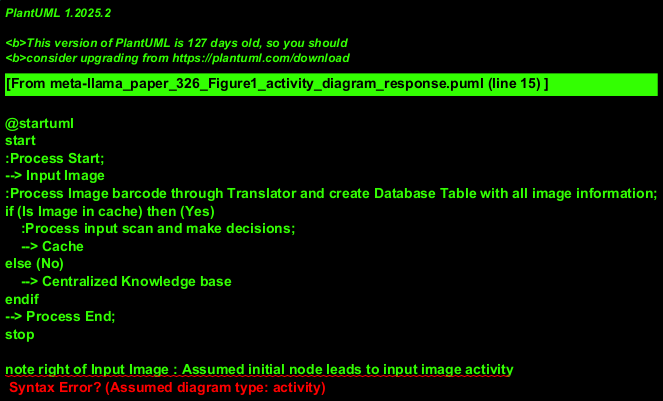 PlantUML 1.2025.2
<b>This version of PlantUML is 127 days old, so you should
<b>consider upgrading from https://plantuml.com/download
[From meta-llama_paper_326_Figure1_activity_diagram_response.puml (line 15) ]
@startuml
start
:Process Start;
--> Input Image
:Process Image barcode through Translator and create Database Table with all image information;
if (Is Image in cache) then (Yes)
:Process input scan and make decisions;
--> Cache
else (No)
--> Centralized Knowledge base
endif
--> Process End;
stop
note right of Input Image : Assumed initial node leads to input image activity
Syntax Error? (Assumed diagram type: activity)